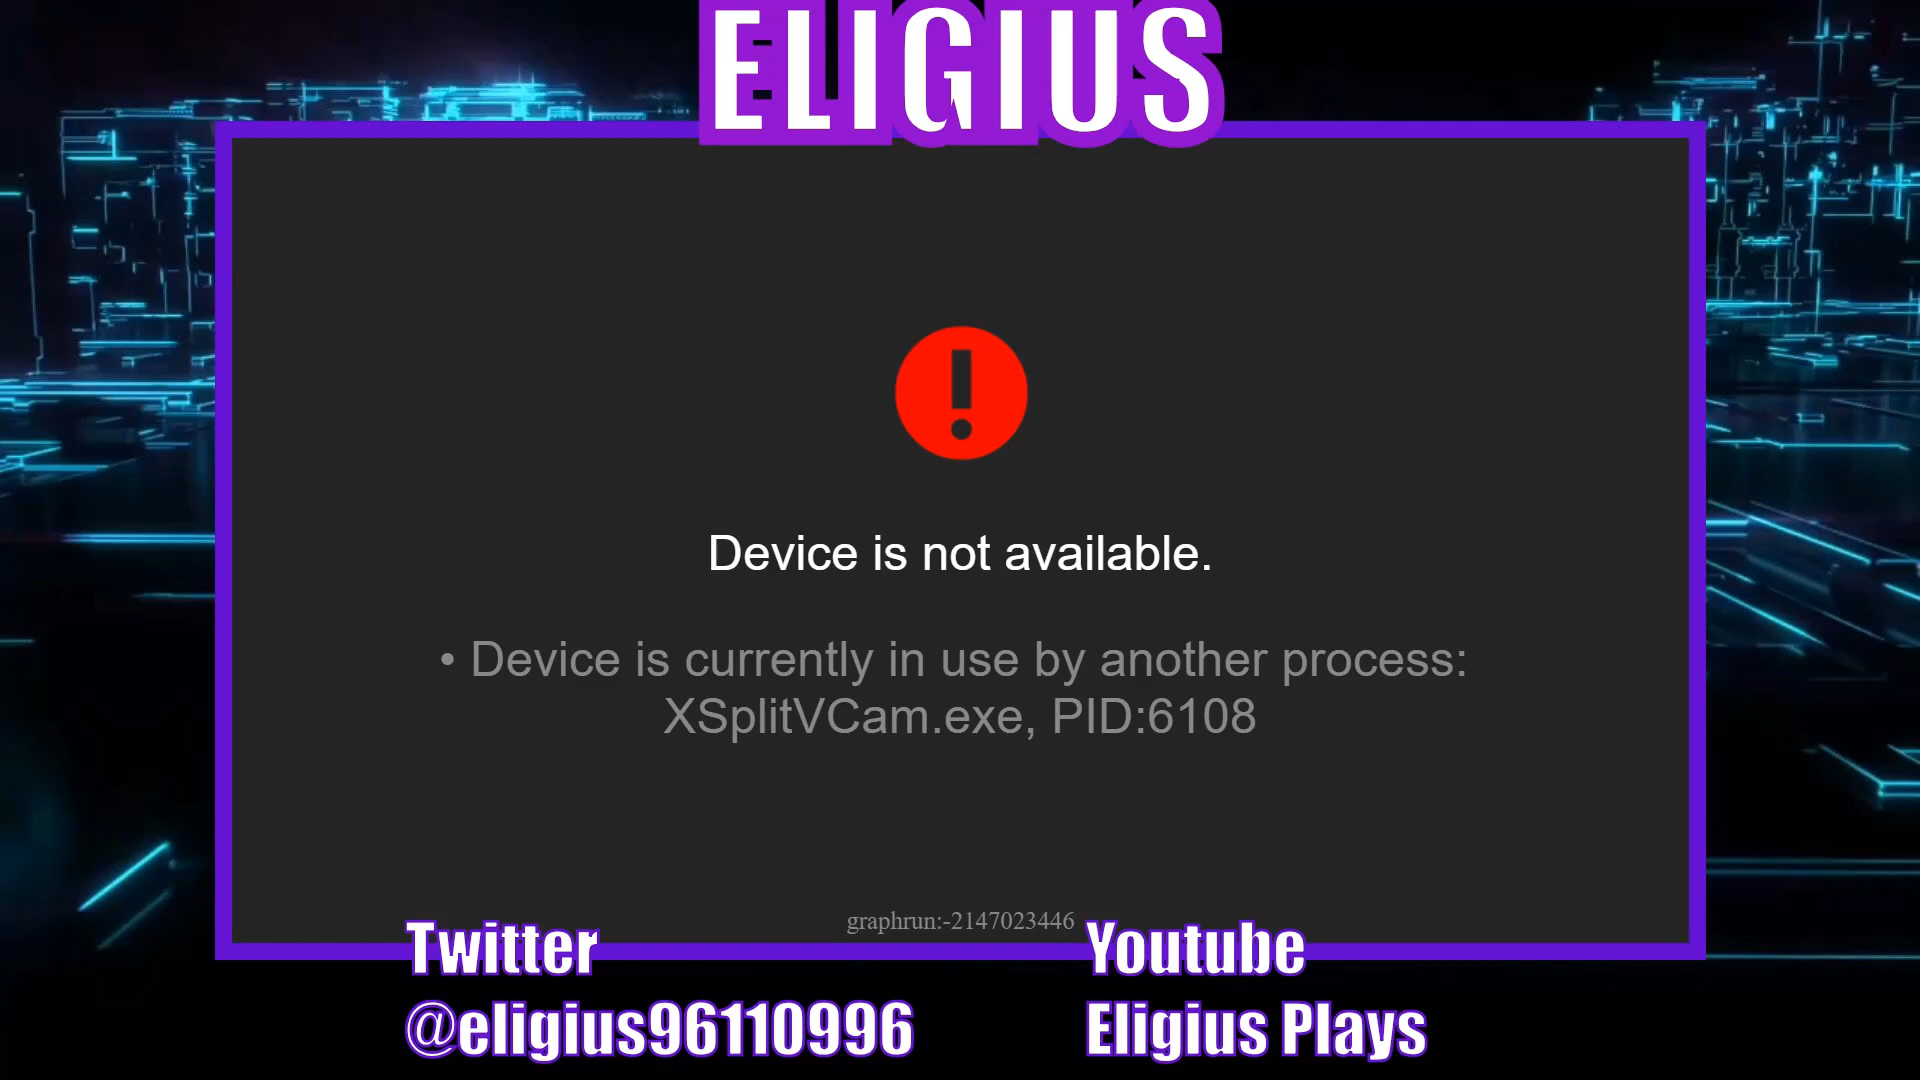 ELIGIUS
Device is not available.
• Device is currently in use by another process:
XSplitVCam.exe, PID:6108
graphrun:-2147023446
Twitter
@eligius96110996
Youtube
Eligius Plays